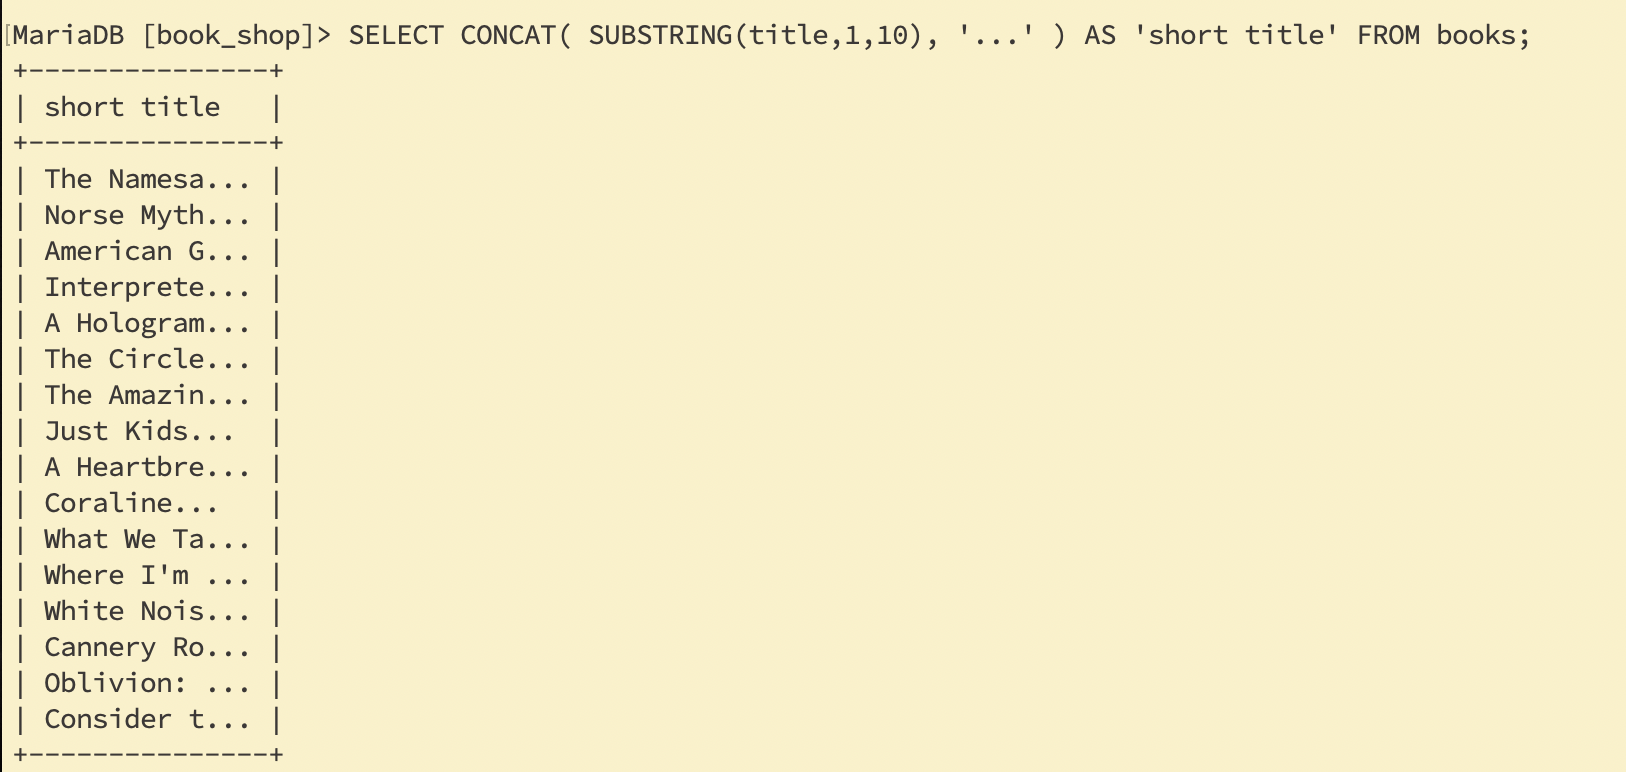 [MariaDB [book_shop]> SELECT CONCAT( SUBSTRING(title,1,10), '...' ) AS 'short title' FROM books;
+---------------+
| short title   |
+---------------+
| The Namesa... |
| Norse Myth... |
| American G... |
| Interprete... |
| A Hologram... |
| The Circle... |
| The Amazin... |
| Just Kids...  |
| A Heartbre... |
| Coraline...   |
| What We Ta... |
| Where I'm ... |
| White Nois... |
| Cannery Ro... |
| Oblivion: ... |
| Consider t... |
+---------------+